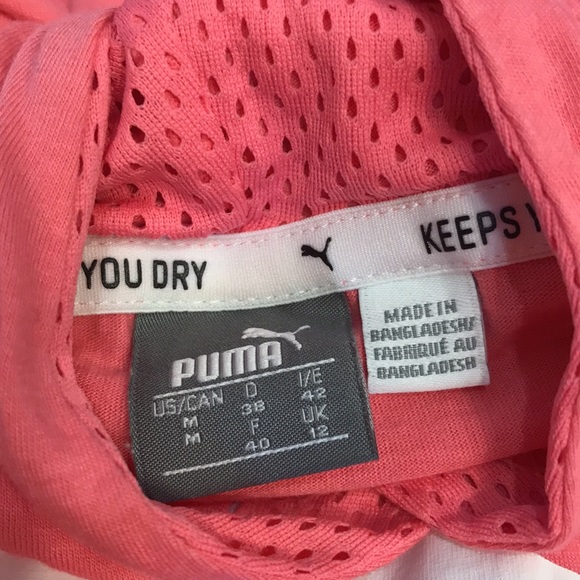 YOU DRY
KEEPS Y
PUMA
US/CAN D I/E
M 38 42
M F UK
40 12
MADE IN
BANGLADESH/
FABRIQUÉ AU
BANGLADESH